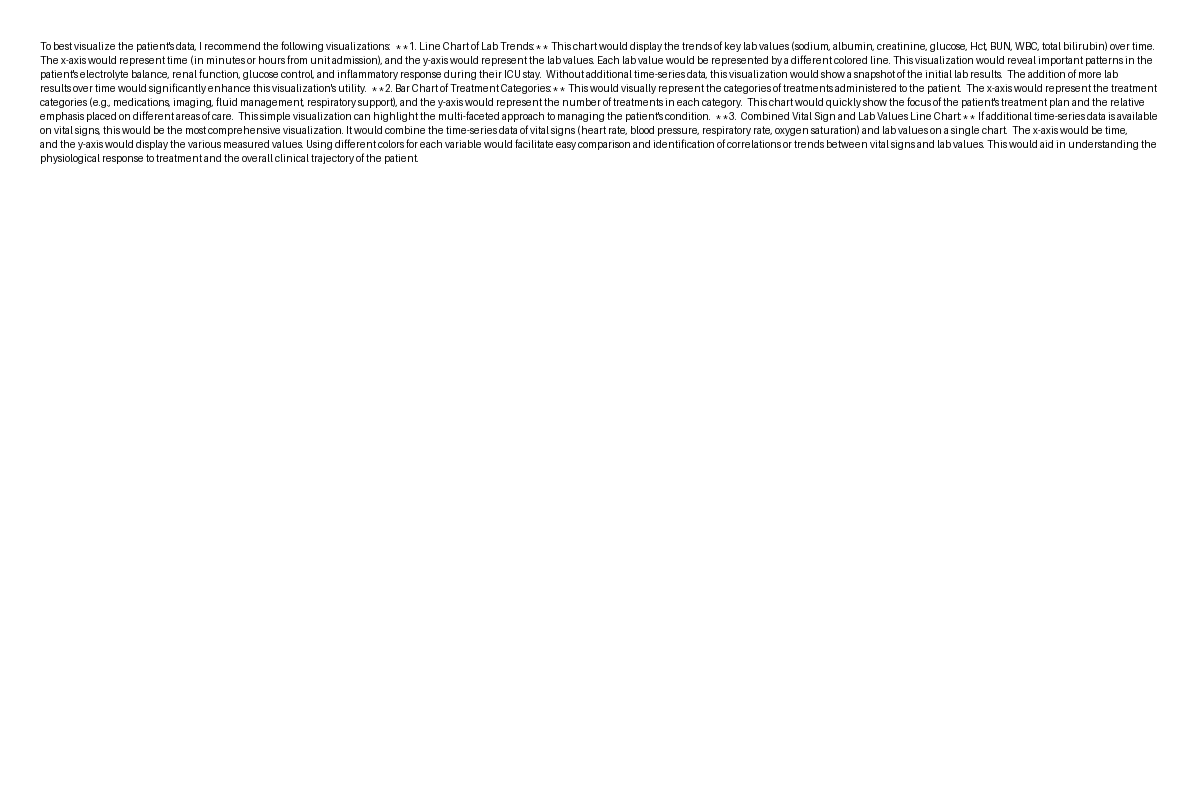 To best visualize the patient's data, I recommend the following visualizations:  **1. Line Chart of Lab Trends:** This chart would display the trends of key lab values (sodium, albumin, creatinine, glucose, Hct, BUN, WBC, total bilirubin) over time.
The x-axis would represent time (in minutes or hours from unit admission), and the y-axis would represent the lab values. Each lab value would be represented by a different colored line. This visualization would reveal important patterns in the
patient's electrolyte balance, renal function, glucose control, and inflammatory response during their ICU stay.  Without additional time-series data, this visualization would show a snapshot of the initial lab results.  The addition of more lab
results over time would significantly enhance this visualization's utility.  **2. Bar Chart of Treatment Categories:** This would visually represent the categories of treatments administered to the patient.  The x-axis would represent the treatment
categories (e.g., medications, imaging, fluid management, respiratory support), and the y-axis would represent the number of treatments in each category.  This chart would quickly show the focus of the patient's treatment plan and the relative
emphasis placed on different areas of care.  This simple visualization can highlight the multi-faceted approach to managing the patient's condition.  **3.  Combined Vital Sign and Lab Values Line Chart:** If additional time-series data is available
on vital signs, this would be the most comprehensive visualization. It would combine the time-series data of vital signs (heart rate, blood pressure, respiratory rate, oxygen saturation) and lab values on a single chart.  The x-axis would be time,
and the y-axis would display the various measured values. Using different colors for each variable would facilitate easy comparison and identification of correlations or trends between vital signs and lab values. This would aid in understanding the
physiological response to treatment and the overall clinical trajectory of the patient.